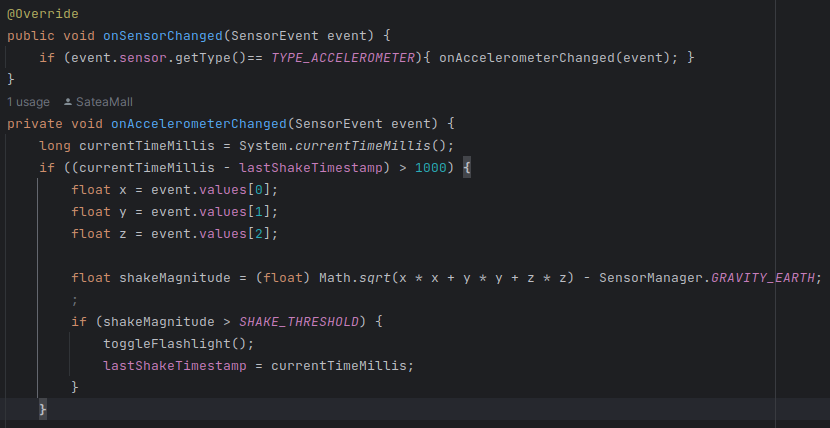 @Override
public void onSensorChanged(SensorEvent event) {
    if (event.sensor.getType()== TYPE_ACCELEROMETER){ onAccelerometerChanged(event); }
}
1 usage   SateaMall
private void onAccelerometerChanged(SensorEvent event) {
    long currentTimeMillis = System.currentTimeMillis();
    if ((currentTimeMillis - lastShakeTimestamp) > 1000) {
        float x = event.values[0];
        float y = event.values[1];
        float z = event.values[2];

        float shakeMagnitude = (float) Math.sqrt(x * x + y * y + z * z) - SensorManager.GRAVITY_EARTH;
        ;
        if (shakeMagnitude > SHAKE_THRESHOLD) {
            toggleFlashlight();
            lastShakeTimestamp = currentTimeMillis;
        }
    }